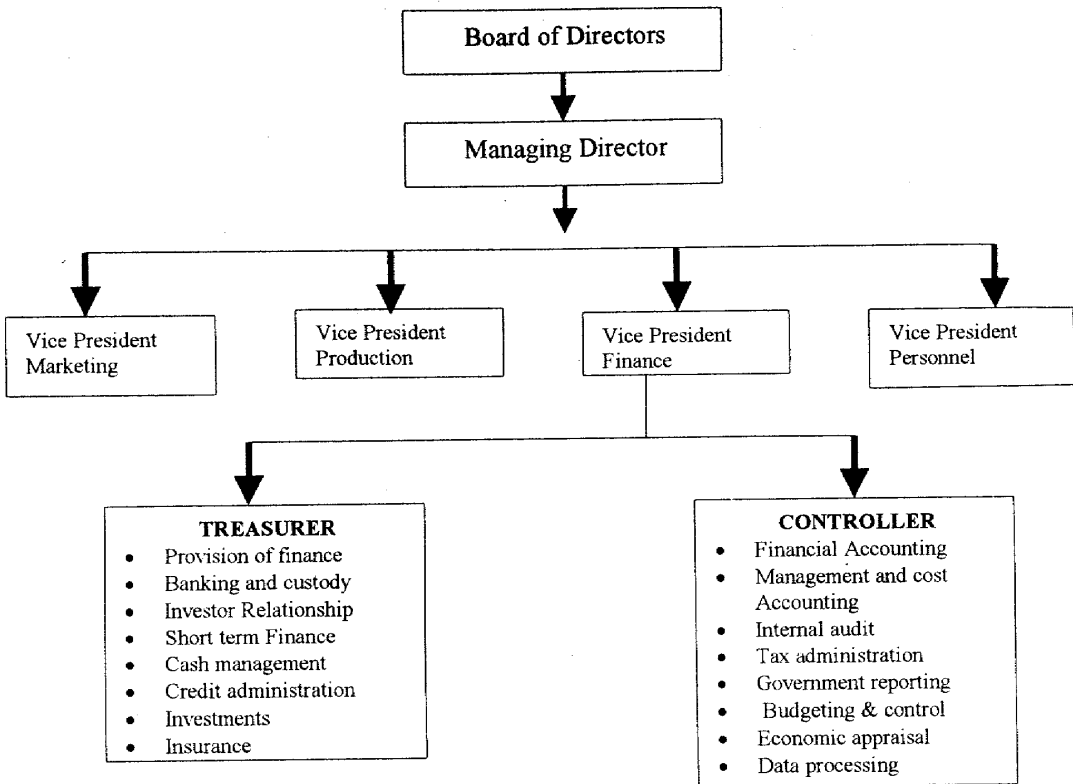 Board of Directors
Managing Director
Vice President
Marketing
Vice President
Production
Vice President
Finance
Vice President
Personnel
TREASURER
• Provision of finance
• Banking and custody
• Investor Relationship
• Short term Finance
• Cash management
• Credit administration
• Investments
• Insurance
CONTROLLER
• Financial Accounting
• Management and cost
Accounting
• Internal audit
• Tax administration
• Government reporting
• Budgeting & control
• Economic appraisal
• Data processing